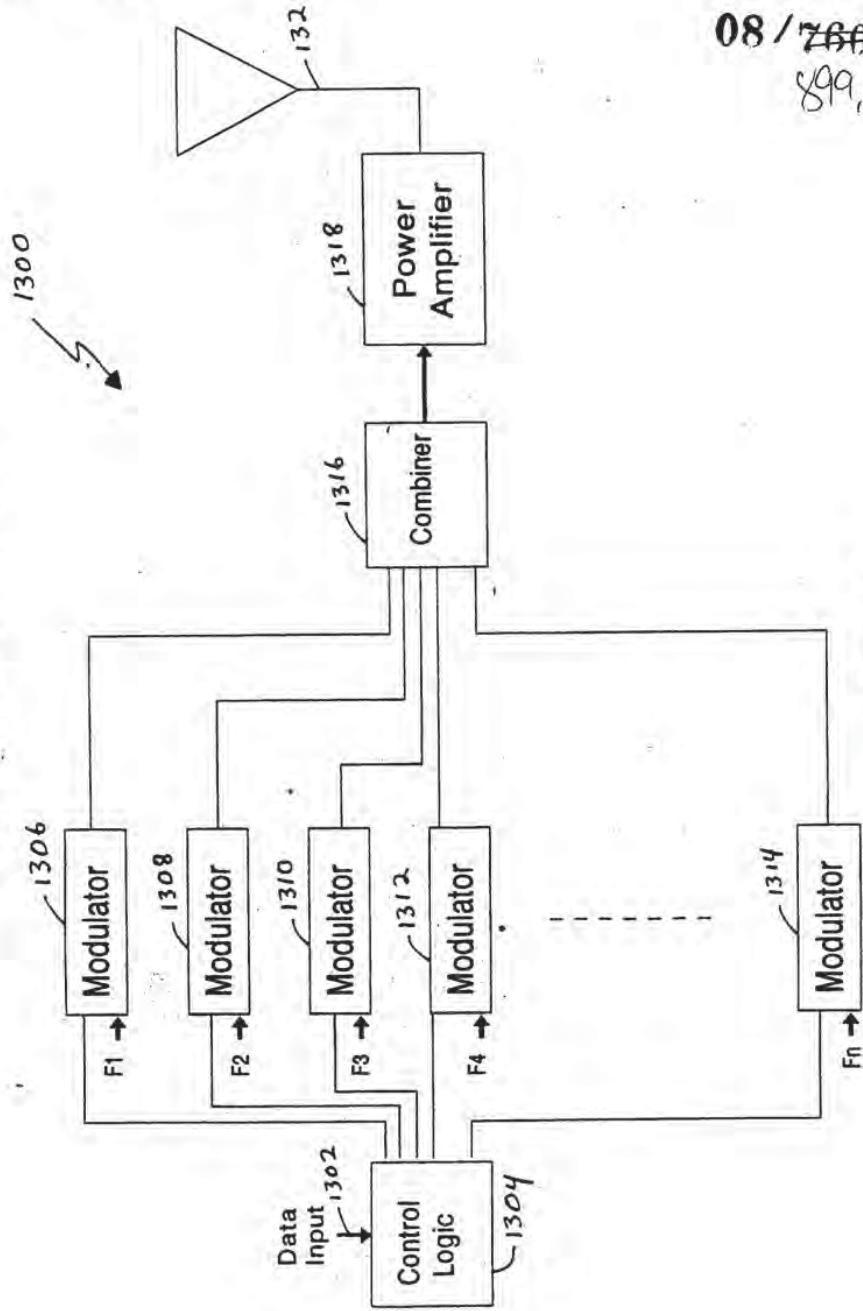 08/766
899,
1300
132
1318
Power
Amplifier
1316
Combiner
1306
Modulator
F1
1308
Modulator
F2
1310
Modulator
F3
1312
Modulator
F4
1314
Modulator
Fn
Data
Input
1302
Control
Logic
1304